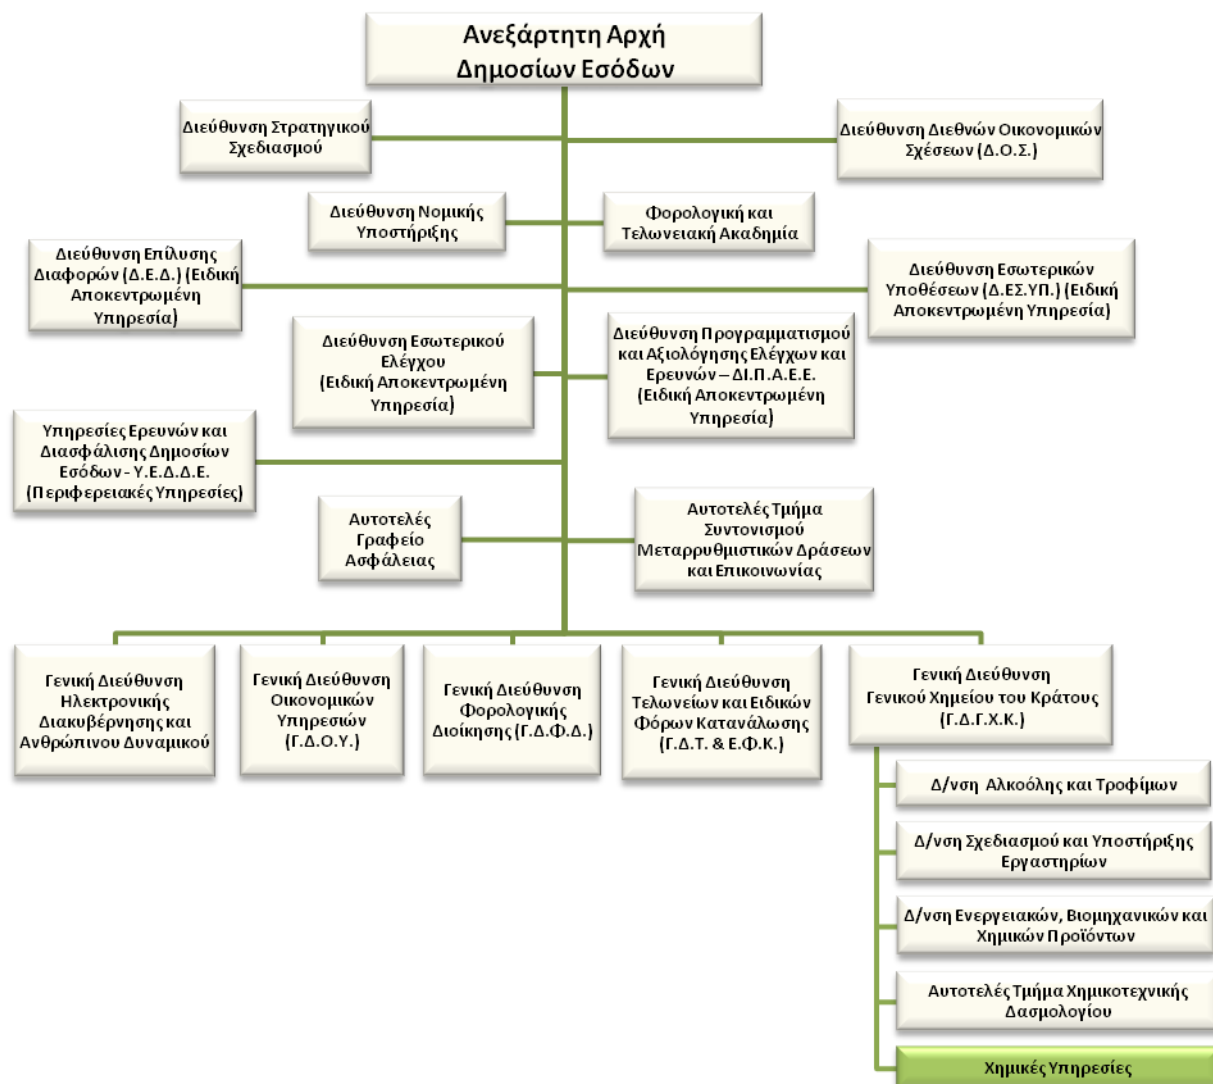 Ανεξάρτητη Αρχή
Δημοσίων Εσόδων
Διεύθυνση Στρατηγικού
Σχεδιασμού
Διεύθυνση Διεθνών Οικονομικών
Σχέσεων (Δ.Ο.Σ.)
Διεύθυνση Νομικής
Υποστήριξης
Φορολογική και
Τελωνειακή Ακαδημία
Διεύθυνση Επίλυσης
Διαφορών (Δ.Ε.Δ.) (Ειδική
Αποκεντρωμένη
Υπηρεσία)
Διεύθυνση Εσωτερικών
Υποθέσεων (Δ.ΕΣ.ΥΠ.) (Ειδική
Αποκεντρωμένη Υπηρεσία)
Διεύθυνση Εσωτερικού
Ελέγχου
(Ειδική Αποκεντρωμένη
Υπηρεσία)
Διεύθυνση Προγραμματισμού
και Αξιολόγησης Ελέγχων και
Ερευνών – ΔΙ.Π.Α.Ε.Ε.
(Ειδική Αποκεντρωμένη
Υπηρεσία)
Υπηρεσίες Ερευνών και
Διασφάλισης Δημοσίων
Εσόδων - Υ.Ε.Δ.Δ.Ε.
(Περιφερειακές Υπηρεσίες)
Αυτοτελές
Γραφείο
Ασφάλειας
Αυτοτελές Τμήμα
Συντονισμού
Μεταρρυθμιστικών Δράσεων
και Επικοινωνίας
Γενική Διεύθυνση
Ηλεκτρονικής
Διακυβέρνησης και
Ανθρώπινου Δυναμικού
Γενική Διεύθυνση
Οικονομικών
Υπηρεσιών
(Γ.Δ.Ο.Υ.)
Γενική Διεύθυνση
Φορολογικής
Διοίκησης (Γ.Δ.Φ.Δ.)
Γενική Διεύθυνση
Τελωνείων και Ειδικών
Φόρων Κατανάλωσης
(Γ.Δ.Τ. & Ε.Φ.Κ.)
Γενική Διεύθυνση
Γενικού Χημείου του Κράτους
(Γ.Δ.Γ.Χ.Κ.)
Δ/νση Αλκοόλης και Τροφίμων
Δ/νση Σχεδιασμού και Υποστήριξης
Εργαστηρίων
Δ/νση Ενεργειακών, Βιομηχανικών και
Χημικών Προϊόντων
Αυτοτελές Τμήμα Χημικοτεχνικής
Δασμολογίου
Χημικές Υπηρεσίες